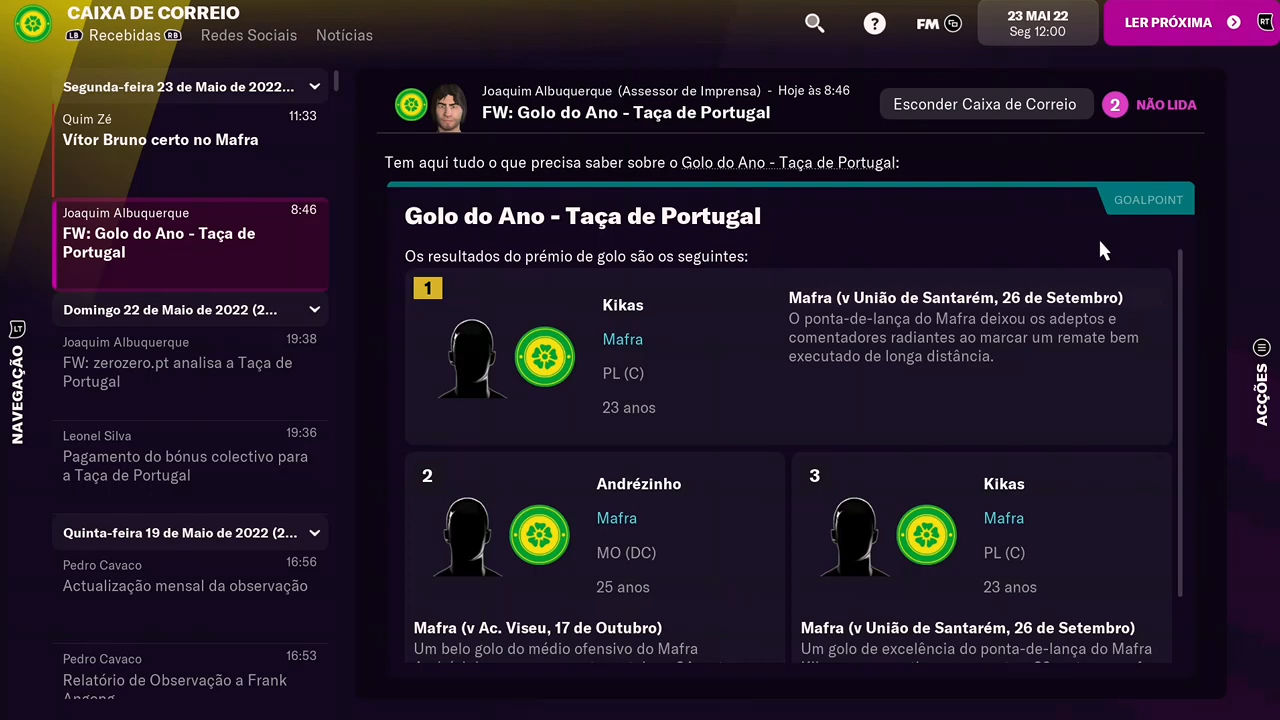 CAIXA DE CORREIO
LB Recebidas RB Redes Sociais Notícias
FM
23 MAI 22
Seg 12:00
LER PRÓXIMA
RT
NAVEGAÇÃO LT
Segunda-feira 23 de Maio de 2022...
Quim Zé 11:33
Vítor Bruno certo no Mafra
Joaquim Albuquerque 8:46
FW: Golo do Ano - Taça de
Portugal
Domingo 22 de Maio de 2022 (2...
Joaquim Albuquerque 19:38
FW: zerozero.pt analisa a Taça de
Portugal
Leonel Silva 19:36
Pagamento do bónus colectivo para
a Taça de Portugal
Quinta-feira 19 de Maio de 2022 (2...
Pedro Cavaco 16:56
Actualização mensal da observação
Pedro Cavaco 16:53
Relatório de Observação a Frank
Joaquim Albuquerque (Assessor de Imprensa) - Hoje às 8:46
FW: Golo do Ano - Taça de Portugal
Esconder Caixa de Correio
2 NÃO LIDA
Tem aqui tudo o que precisa saber sobre o Golo do Ano - Taça de Portugal:
GOALPOINT
Golo do Ano - Taça de Portugal
Os resultados do prémio de golo são os seguintes:
1
Kikas
Mafra
PL (C)
23 anos
Mafra (v União de Santarém, 26 de Setembro)
O ponta-de-lança do Mafra deixou os adeptos e
comentadores radiantes ao marcar um remate bem
executado de longa distância.
2
Andrézinho
Mafra
MO (DC)
25 anos
Mafra (v Ac. Viseu, 17 de Outubro)
Um belo golo do médio ofensivo do Mafra
3
Kikas
Mafra
PL (C)
23 anos
Mafra (v União de Santarém, 26 de Setembro)
Um golo de excelência do ponta-de-lança do Mafra
ACÇÕES